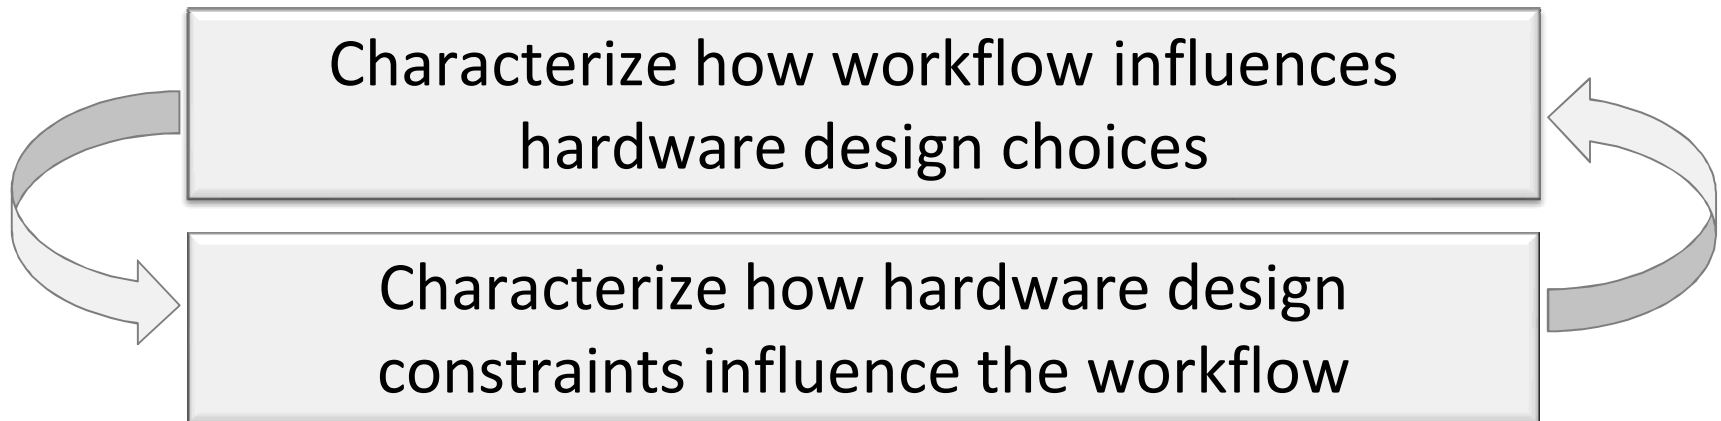 Characterize how workflow influences
hardware design choices
Characterize how hardware design
constraints influence the workflow